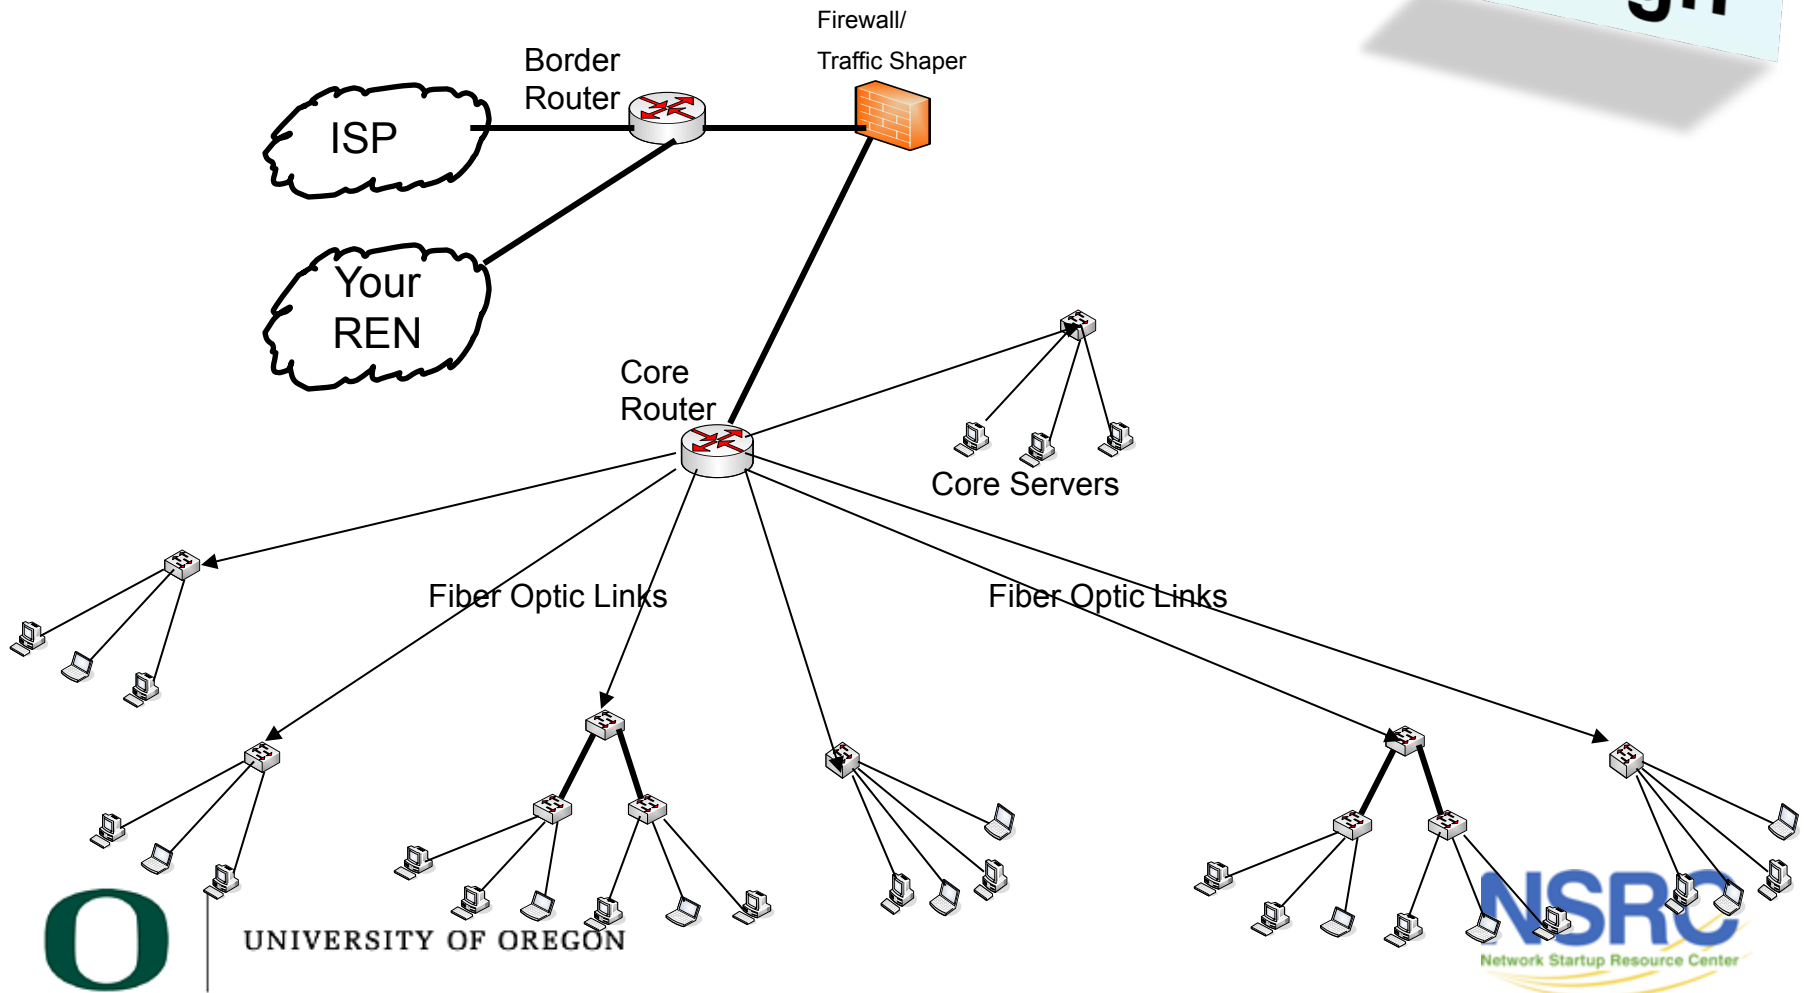 Firewall/
Traffic Shaper
Border
Router
ISP
Your
REN
Core
Router
Core Servers
Fiber Optic Links
Fiber Optic Links
UNIVERSITY OF OREGON
NSRC
Network Startup Resource Center